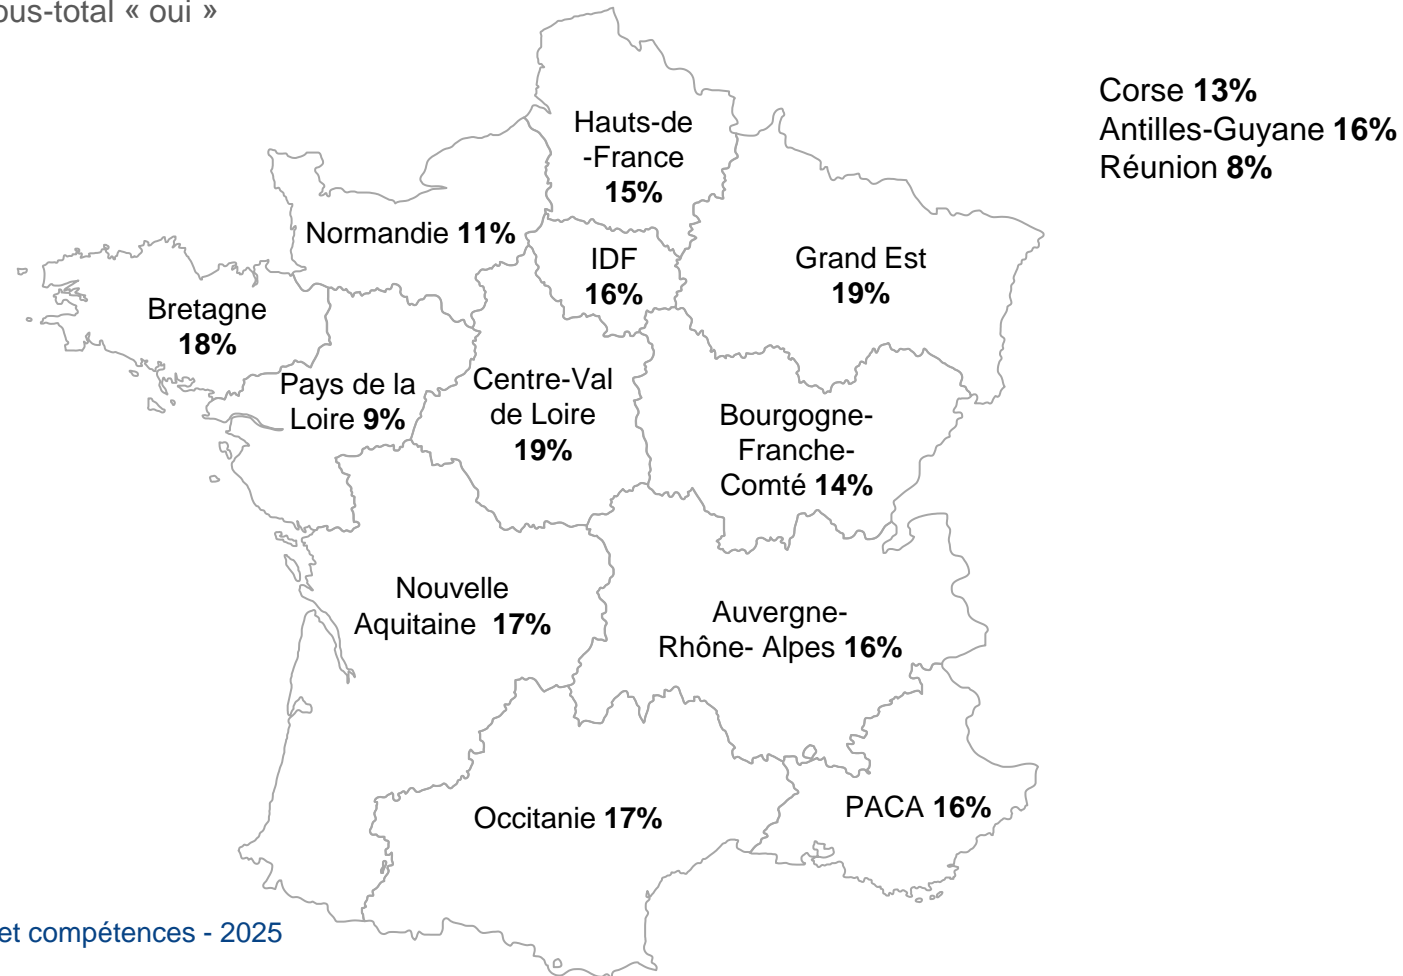 ous-total « oui »
Corse 13%
Antilles-Guyane 16%
Réunion 8%
Hauts-de
-France
15%
Normandie 11%
IDF
16%
Grand Est
19%
Bretagne
18%
Pays de la
Loire 9%
Centre-Val
de Loire
19%
Bourgogne-
Franche-
Comté 14%
Nouvelle
Aquitaine 17%
Auvergne-
Rhône- Alpes 16%
Occitanie 17%
PACA 16%
et compétences - 2025